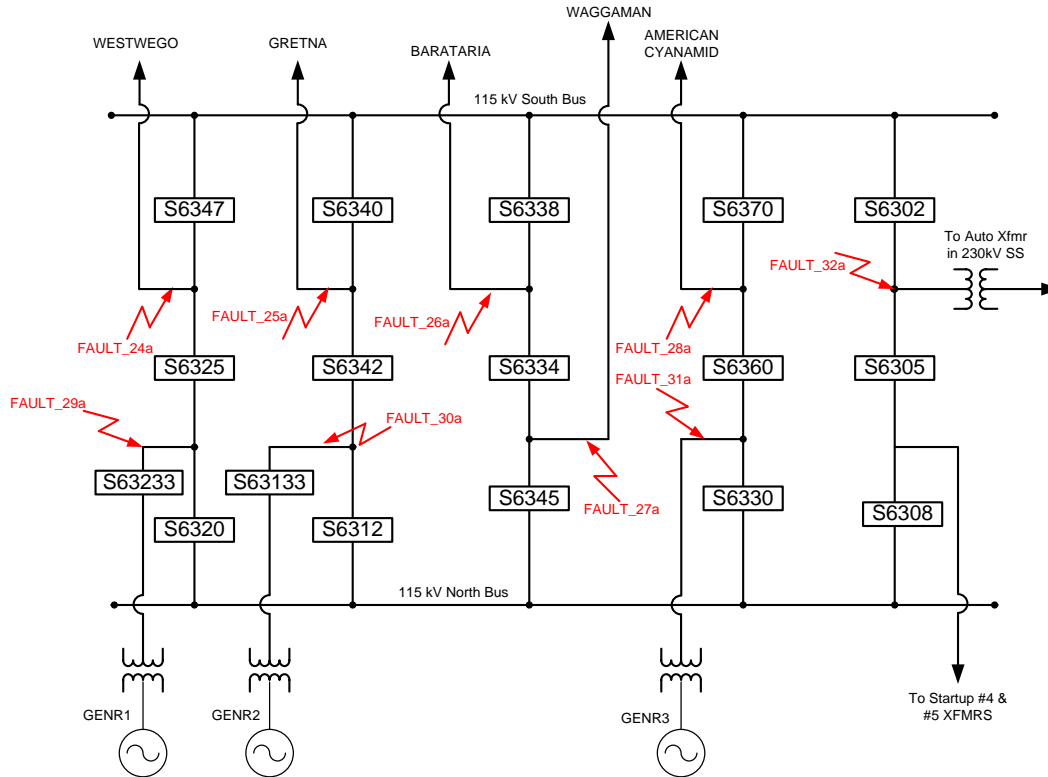 WAGGAMAN
WESTWEGO
GRETNA
BARATARIA
AMERICAN
CYANAMID
115 kV South Bus
S6347
S6340
S6338
S6370
S6302
To Auto Xfmr
in 230kV SS
FAULT_32a
FAULT_24a
FAULT_25a
FAULT_26a
FAULT_28a
S6325
S6342
S6334
S6360
S6305
FAULT_31a
FAULT_29a
FAULT_30a
S63233
S63133
S6345
FAULT_27a
S6330
S6320
S6312
S6308
115 kV North Bus
To Startup #4 &
#5 XFMRS
GENR1
GENR2
GENR3